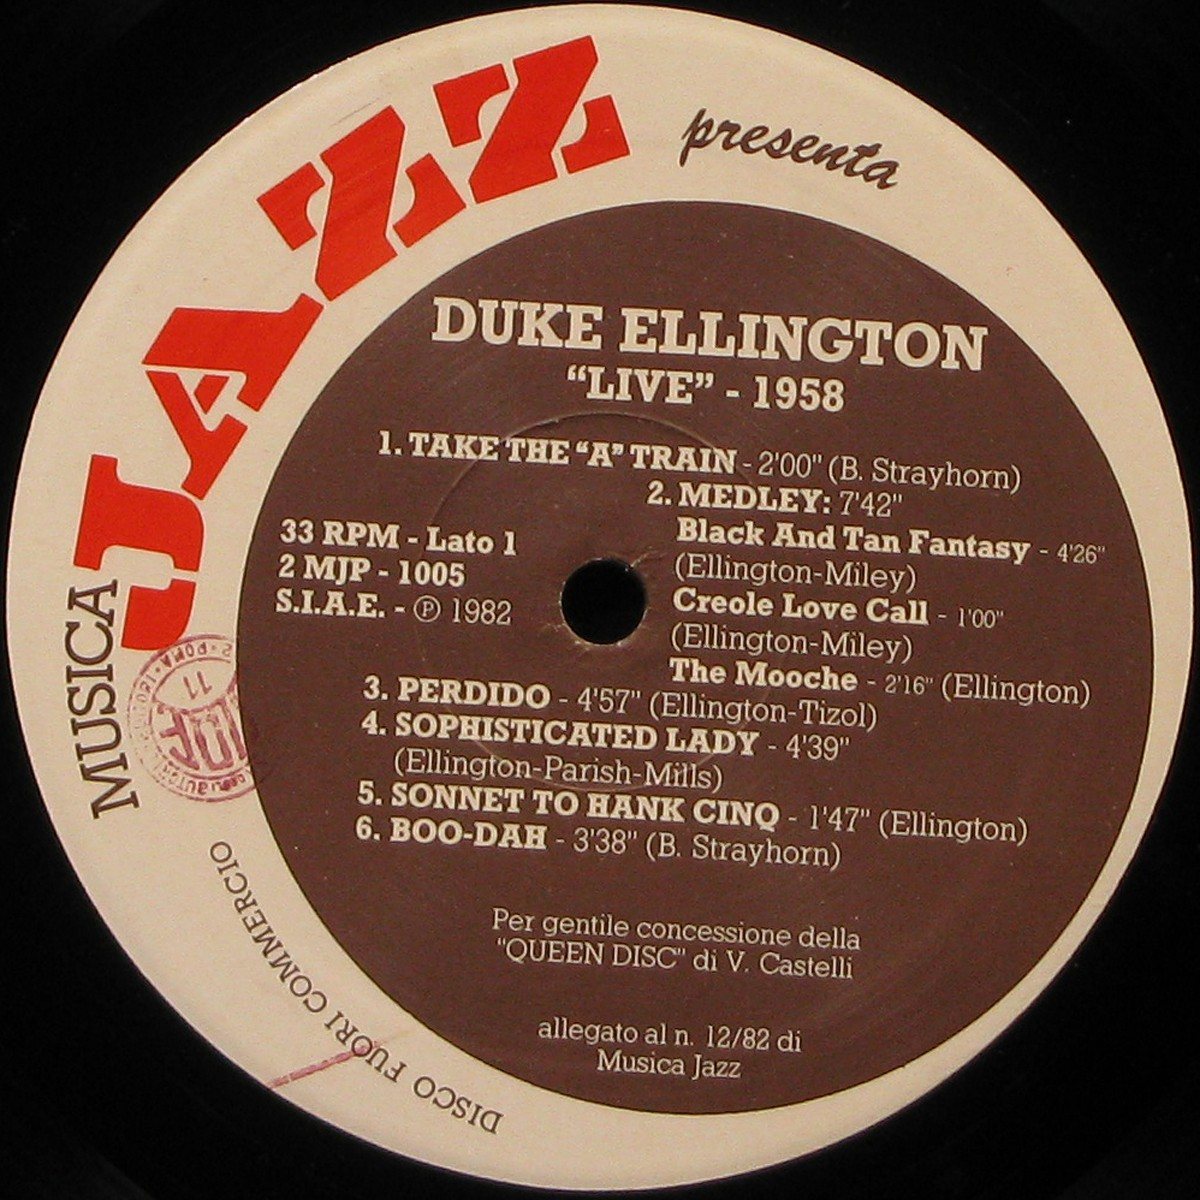 MUSICA JAZZ presenta
DUKE ELLINGTON
“LIVE” - 1958
1. TAKE THE “A” TRAIN - 2'00" (B. Strayhorn)
2. MEDLEY: 7'42"
Black And Tan Fantasy - 4'26"
(Ellington-Miley)
Creole Love Call - 1'00"
(Ellington-Miley)
The Mooche - 2'16" (Ellington)
33 RPM - Lato 1
2 MJP - 1005
S.I.A.E. - ℗ 1982
3. PERDIDO - 4'57" (Ellington-Tizol)
4. SOPHISTICATED LADY - 4'39"
(Ellington-Parish-Mills)
5. SONNET TO HANK CINQ - 1'47" (Ellington)
6. BOO-DAH - 3'38" (B. Strayhorn)
Per gentile concessione della
"QUEEN DISC" di V. Castelli
allegato al n. 12/82 di
Musica Jazz
DISCO FUORI COMMERCIO
ROMA
11